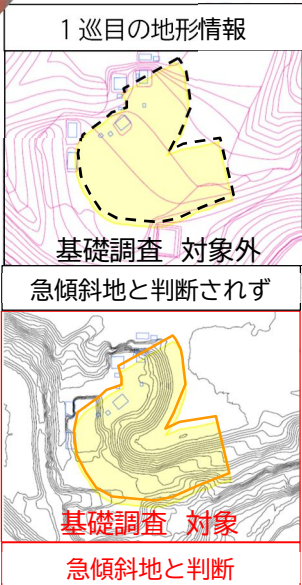 １巡目の地形情報
基礎調査 対象外
急傾斜地と判断されず
基礎調査 対象
急傾斜地と判断